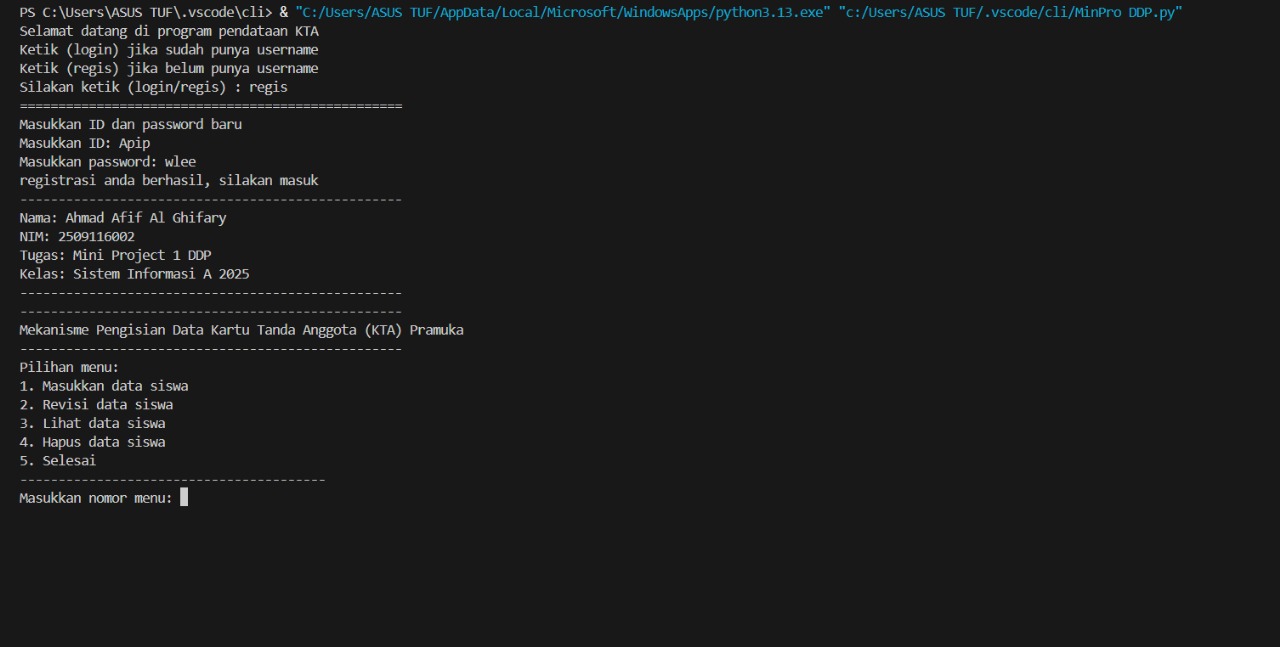 PS C:\Users\ASUS TUF\.vscode\cli> & "C:/Users/ASUS TUF/AppData/Local/Microsoft/WindowsApps/python3.13.exe" "c:/Users/ASUS TUF/.vscode/cli/MinPro DDP.py"
Selamat datang di program pendataan KTA
Ketik (login) jika sudah punya username
Ketik (regis) jika belum punya username
Silakan ketik (login/regis) : regis
==================================================
Masukkan ID dan password baru
Masukkan ID: Apip
Masukkan password: wlee
registrasi anda berhasil, silakan masuk
--------------------------------------------------
Nama: Ahmad Afif Al Ghifary
NIM: 2509116002
Tugas: Mini Project 1 DDP
Kelas: Sistem Informasi A 2025
--------------------------------------------------
--------------------------------------------------
Mekanisme Pengisian Data Kartu Tanda Anggota (KTA) Pramuka
--------------------------------------------------
Pilihan menu:
1. Masukkan data siswa
2. Revisi data siswa
3. Lihat data siswa
4. Hapus data siswa
5. Selesai
----------------------------------------
Masukkan nomor menu: